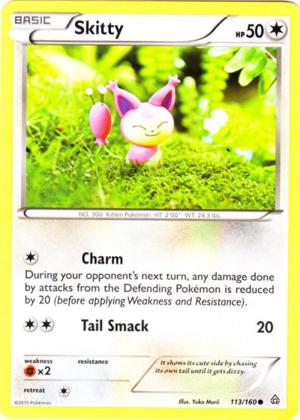 BASIC
Skitty
HP 50
NO. 300 Kitten Pokémon HT: 2'00" WT: 24.3 lbs.
Charm
During your opponent's next turn, any damage done
by attacks from the Defending Pokémon is reduced
by 20 (before applying Weakness and Resistance).
Tail Smack 20
weakness
×2
resistance
retreat
It shows its cute side by chasing
its own tail until it gets dizzy.
©2015 Pokémon
Illus. Yuka Morii
113/160